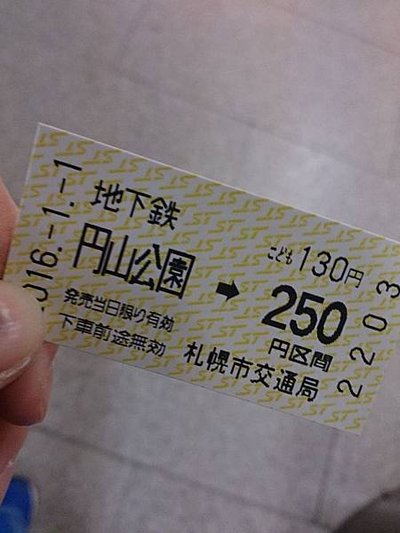 2016.-1.-1
地下鉄
円山公園 → 250
こども130円
円区間
発売当日限り有効
下車前途無効
札幌市交通局
2203